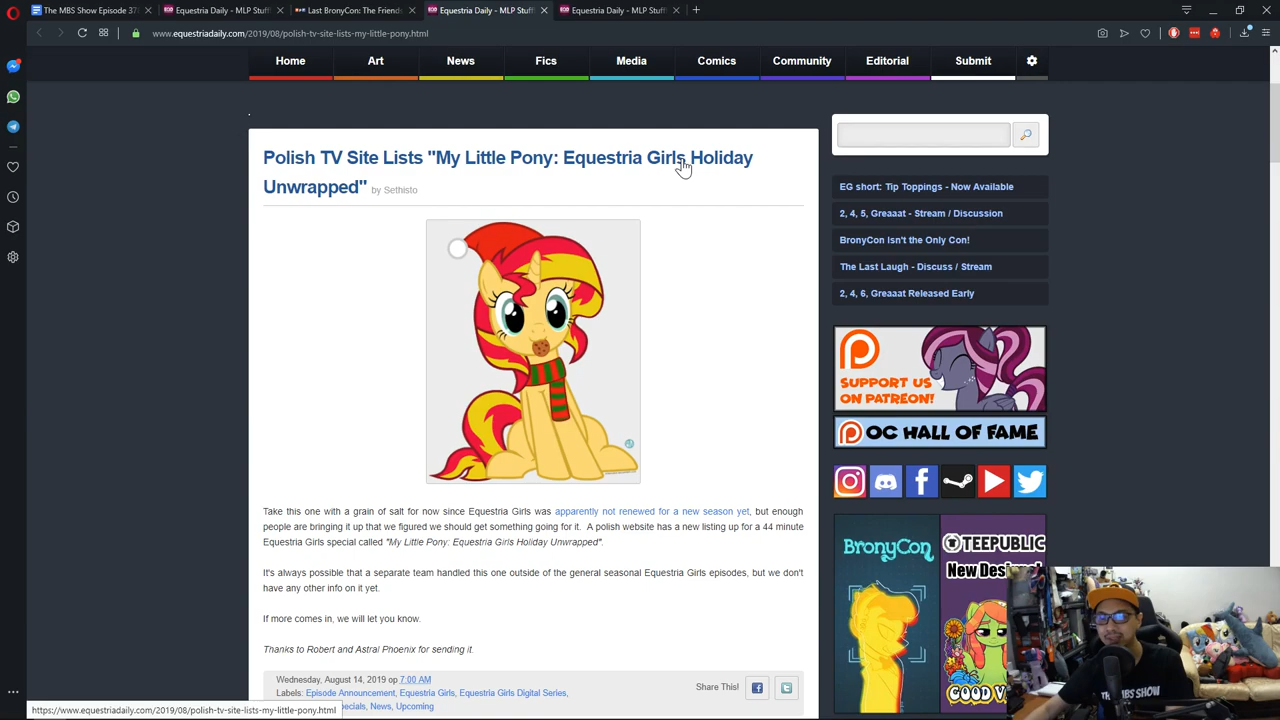 The MBS Show Episode 37
Equestria Daily - MLP Stuff
Last BronyCon: The Friends
Equestria Daily - MLP Stuff
Equestria Daily - MLP Stuff
www.equestriadaily.com/2019/08/polish-tv-site-lists-my-little-pony.html
Home Art News Fics Media Comics Community Editorial Submit
Polish TV Site Lists "My Little Pony: Equestria Girls Holiday
Unwrapped" by Sethisto
EG short: Tip Toppings - Now Available
2, 4, 5, Greaaat - Stream / Discussion
BronyCon Isn't the Only Con!
The Last Laugh - Discuss / Stream
2, 4, 6, Greaaat Released Early
SUPPORT US
ON PATREON!
OC HALL OF FAME
Take this one with a grain of salt for now since Equestria Girls was apparently not renewed for a new season yet, but enough
people are bringing it up that we figured we should get something going for it. A polish website has a new listing up for a 44 minute
Equestria Girls special called "My Little Pony: Equestria Girls Holiday Unwrapped".
It's always possible that a separate team handled this one outside of the general seasonal Equestria Girls episodes, but we don't
have any other info on it yet.
If more comes in, we will let you know.
Thanks to Robert and Astral Phoenix for sending it.
BRONYCON
TEEPUBLIC
New Design
GOOD V
Wednesday, August 14, 2019 op 7:00 AM
Labels: Episode Announcement, Equestria Girls, Equestria Girls Digital Series,
pecials, News, Upcoming
Share This!
THE MBS SHOW
https://www.equestriadaily.com/2019/08/polish-tv-site-lists-my-little-pony.html